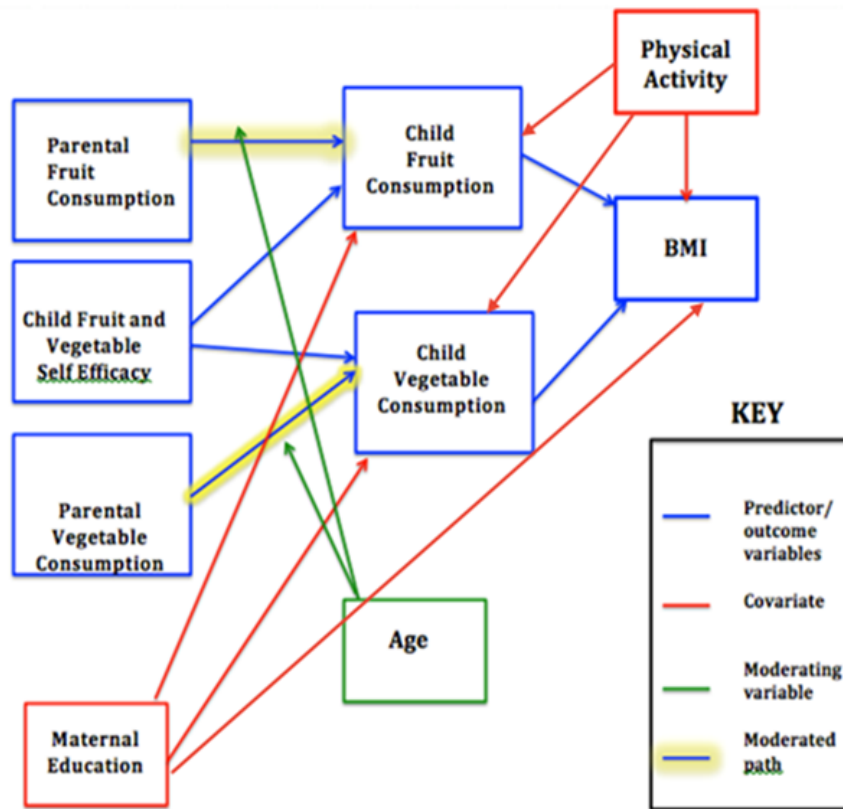 Physical
Activity
Parental
Fruit
Consumption
Child
Fruit
Consumption
BMI
Child Fruit and
Vegetable
Self Efficacy
Child
Vegetable
Consumption
Parental
Vegetable
Consumption
Age
Maternal
Education
KEY
Predictor/
outcome
variables
Covariate
Moderating
variable
Moderated
path